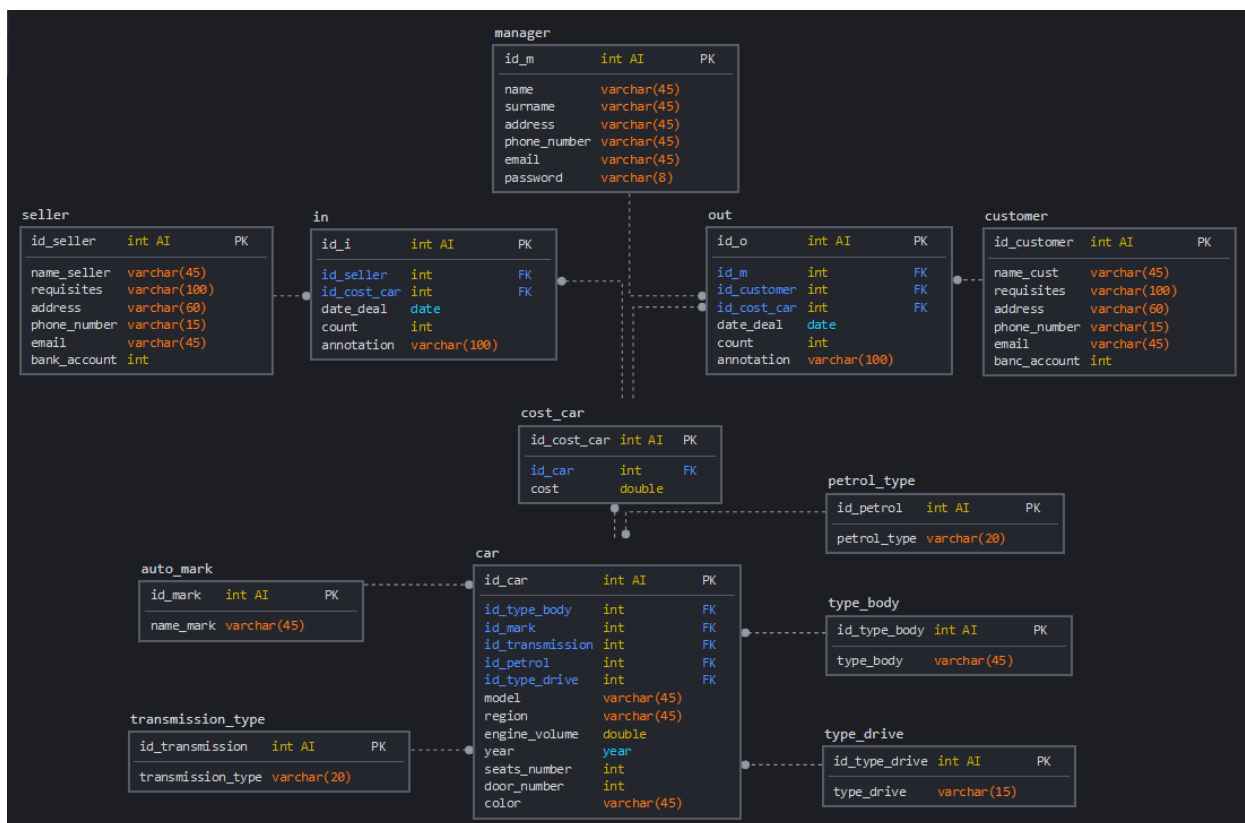 manager
id_m int AI PK
name varchar(45)
surname varchar(45)
address varchar(45)
phone_number varchar(45)
email varchar(45)
password varchar(8)
seller
id_seller int AI PK
name_seller varchar(45)
requisites varchar(100)
address varchar(60)
phone_number varchar(15)
email varchar(45)
bank_account int
in
id_i int AI PK
id_seller int FK
id_cost_car int FK
date_deal date
count int
annotation varchar(100)
out
id_o int AI PK
id_m int FK
id_customer int FK
id_cost_car int FK
date_deal date
count int
annotation varchar(100)
customer
id_customer int AI PK
name_cust varchar(45)
requisites varchar(100)
address varchar(60)
phone_number varchar(15)
email varchar(45)
banc_account int
cost_car
id_cost_car int AI PK
id_car int FK
cost double
petrol_type
id_petrol int AI PK
petrol_type varchar(20)
auto_mark
id_mark int AI PK
name_mark varchar(45)
car
id_car int AI PK
id_type_body int FK
id_mark int FK
id_transmission int FK
id_petrol int FK
id_type_drive int FK
model varchar(45)
region varchar(45)
engine_volume double
year year
seats_number int
door_number int
color varchar(45)
type_body
id_type_body int AI PK
type_body varchar(45)
transmission_type
id_transmission int AI PK
transmission_type varchar(20)
type_drive
id_type_drive int AI PK
type_drive varchar(15)